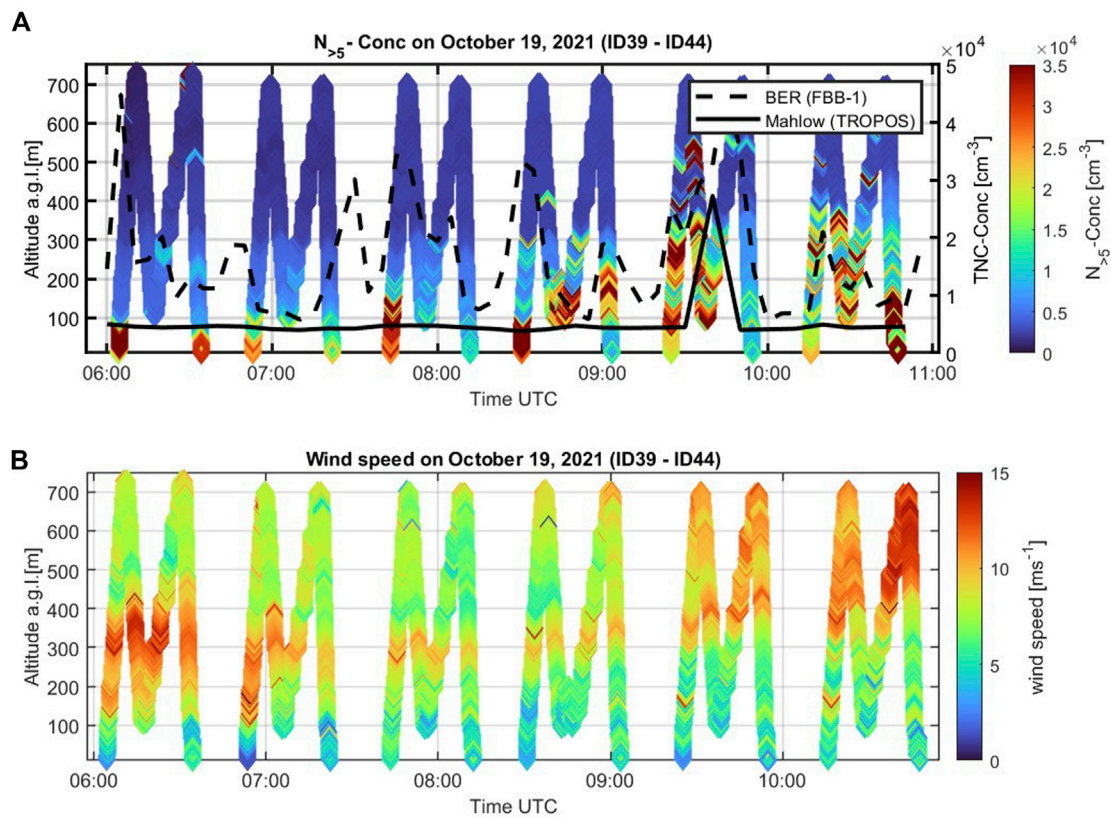 A
N>5- Conc on October 19, 2021 (ID39 - ID44)
Altitude a.g.l.[m]
700
600
500
400
300
200
100
06:00 07:00 08:00 09:00 10:00 11:00
Time UTC
BER (FBB-1)
Mahlow (TROPOS)
×10⁴
5
4
3
2
1
0
TNC-Conc [cm⁻³]
×10⁴
3.5
3
2.5
2
1.5
1
0.5
0
N>5-Conc [cm⁻³]
B
Wind speed on October 19, 2021 (ID39 - ID44)
Altitude a.g.l.[m]
700
600
500
400
300
200
100
06:00 07:00 08:00 09:00 10:00
Time UTC
15
10
5
0
wind speed [ms⁻¹]